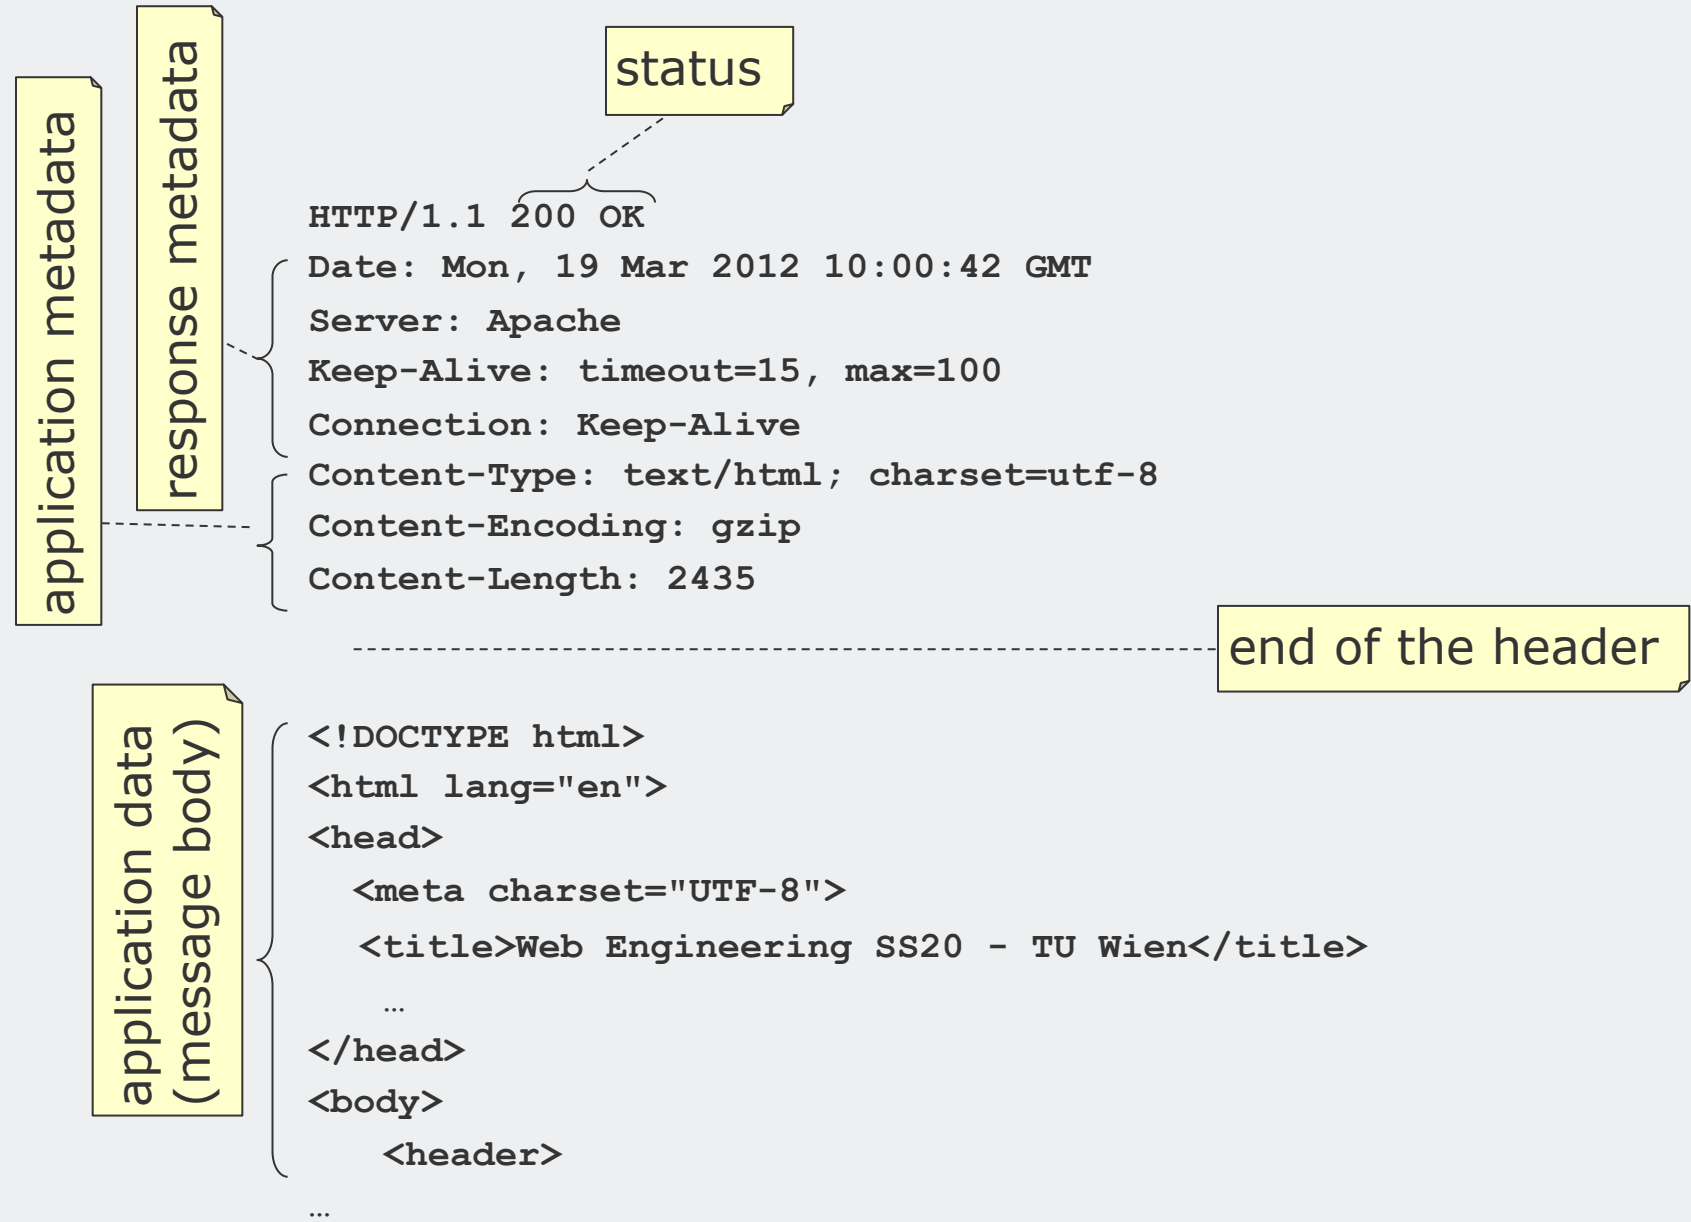 status
response metadata
application metadata
HTTP/1.1 200 OK
Date: Mon, 19 Mar 2012 10:00:42 GMT
Server: Apache
Keep-Alive: timeout=15, max=100
Connection: Keep-Alive
Content-Type: text/html; charset=utf-8
Content-Encoding: gzip
Content-Length: 2435
end of the header
application data
(message body)
<!DOCTYPE html>
<html lang="en">
<head>
<meta charset="UTF-8">
<title>Web Engineering SS20 - TU Wien</title>
…
</head>
<body>
<header>
…